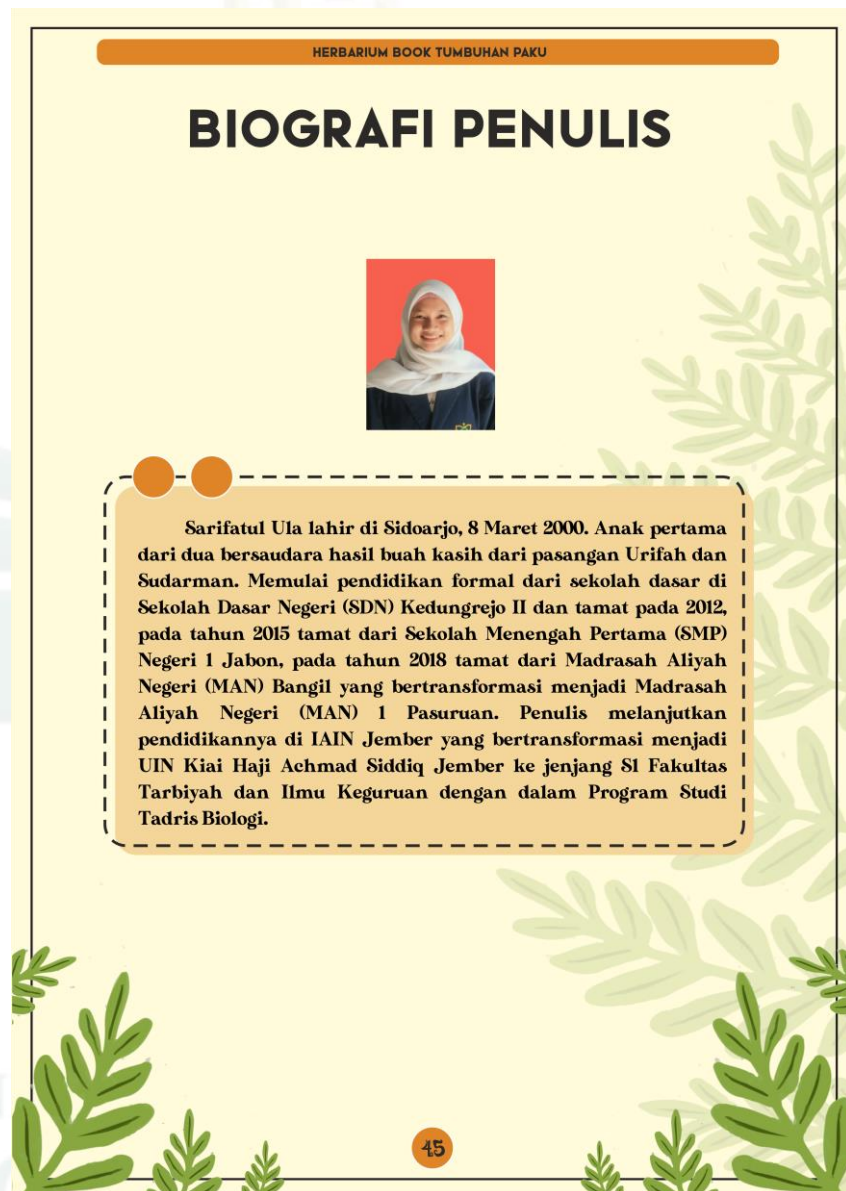 HERBARIUM BOOK TUMBUHAN PAKU
BIOGRAFI PENULIS
Sarifatul Ula lahir di Sidoarjo, 8 Maret 2000. Anak pertama
dari dua bersaudara hasil buah kasih dari pasangan Urifah dan
Sudarman. Memulai pendidikan formal dari sekolah dasar di
Sekolah Dasar Negeri (SDN) Kedungrejo II dan tamat pada 2012,
pada tahun 2015 tamat dari Sekolah Menengah Pertama (SMP)
Negeri 1 Jabon, pada tahun 2018 tamat dari Madrasah Aliyah
Negeri (MAN) Bangil yang bertransformasi menjadi Madrasah
Aliyah Negeri (MAN) 1 Pasuruan. Penulis melanjutkan
pendidikannya di IAIN Jember yang bertransformasi menjadi
UIN Kiai Haji Achmad Siddiq Jember ke jenjang S1 Fakultas
Tarbiyah dan Ilmu Keguruan dengan dalam Program Studi
Tadris Biologi.
45